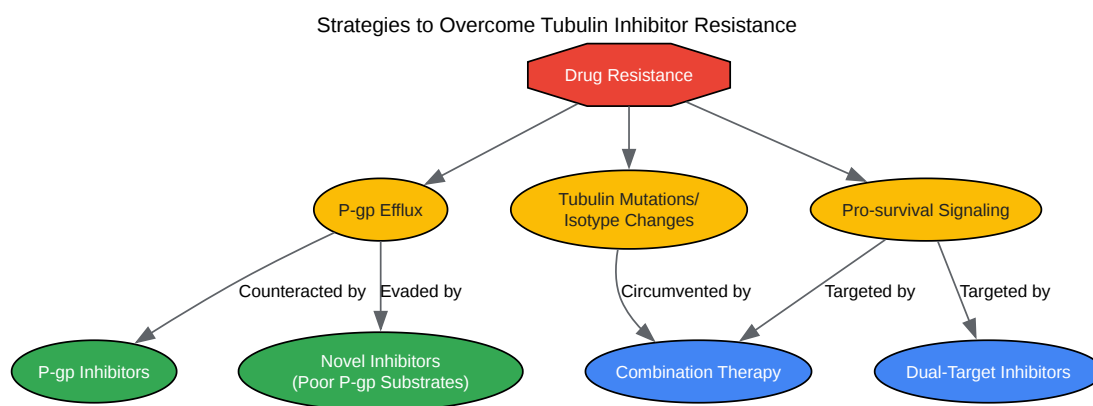 Strategies to Overcome Tubulin Inhibitor Resistance
Drug Resistance
P-gp Efflux
Tubulin Mutations/
Isotype Changes
Pro-survival Signaling
Counteracted by
Evaded by
Circumvented by
Targeted by
Targeted by
P-gp Inhibitors
Novel Inhibitors
(Poor P-gp Substrates)
Combination Therapy
Dual-Target Inhibitors